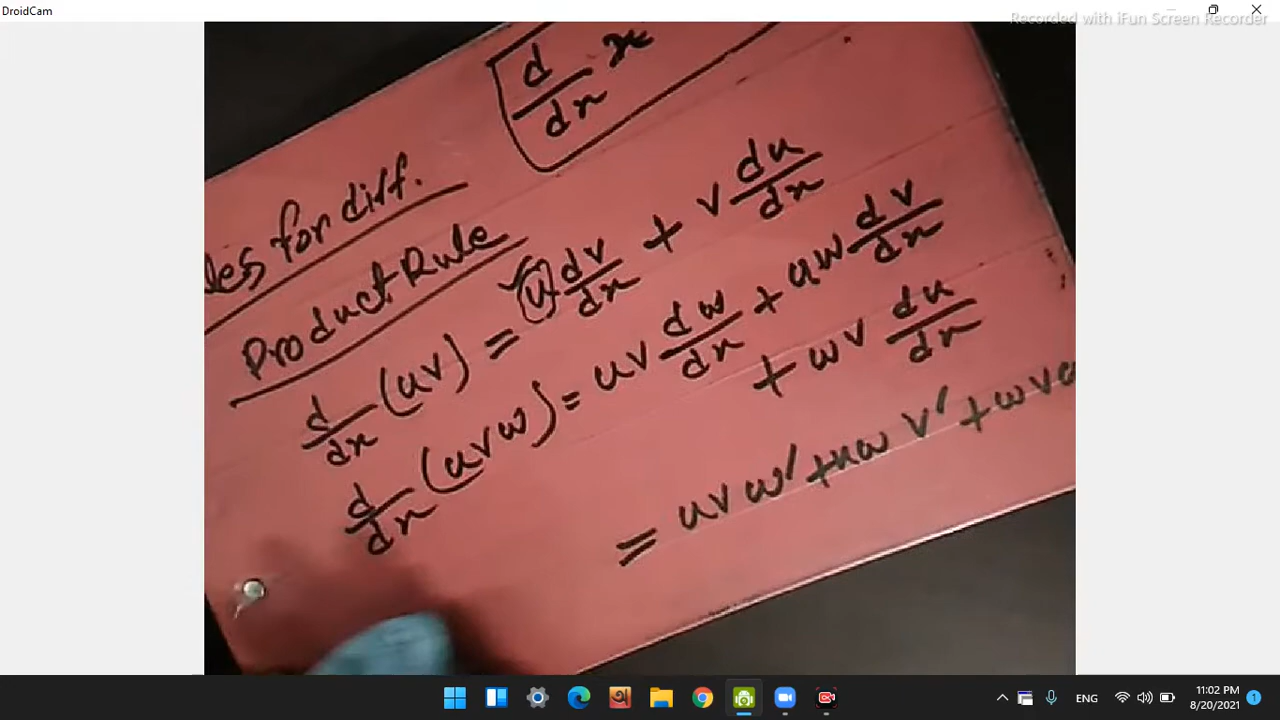 DroidCam
Recorded with iFun Screen Recorder
d/dx x
les for diff.
Product Rule
d/dx (uv) = u dv/dx + v du/dx
d/dx (uvw) = uv dw/dx + uw dv/dx
+ wv du/dx
= uvw' + uwv' + wvu
ENG
11:02 PM
8/20/2021
1